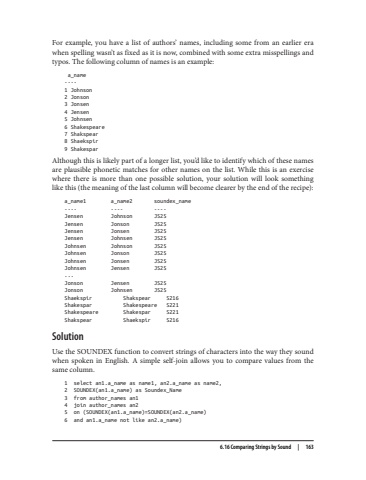 For example, you have a list of authors' names, including some from an earlier era
when spelling wasn't as fixed as it is now, combined with some extra misspellings and
typos. The following column of names is an example:
a_name
----
1 Johnson
2 Jonson
3 Jonsen
4 Jensen
5 Johnsen
6 Shakespeare
7 Shakspear
8 Shaekspir
9 Shakespar
Although this is likely part of a longer list, you'd like to identify which of these names
are plausible phonetic matches for other names on the list. While this is an exercise
where there is more than one possible solution, your solution will look something
like this (the meaning of the last column will become clearer by the end of the recipe):
a_name1 a_name2 soundex_name
---- ---- ----
Jensen Johnson J525
Jensen Jonson J525
Jensen Jonsen J525
Jensen Johnsen J525
Johnsen Johnson J525
Johnsen Jonson J525
Johnsen Jonsen J525
Johnsen Jensen J525
...
Jonson Jensen J525
Jonson Johnsen J525
Shaekspir Shakspear S216
Shakespar Shakespeare S221
Shakespeare Shakespar S221
Shakspear Shaekspir S216
Solution
Use the SOUNDEX function to convert strings of characters into the way they sound
when spoken in English. A simple self-join allows you to compare values from the
same column.
1 select an1.a_name as name1, an2.a_name as name2,
2 SOUNDEX(an1.a_name) as Soundex_Name
3 from author_names an1
4 join author_names an2
5 on (SOUNDEX(an1.a_name)=SOUNDEX(an2.a_name)
6 and an1.a_name not like an2.a_name)
6.16 Comparing Strings by Sound | 163